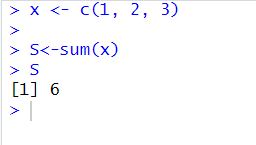 > x <- c(1, 2, 3)
>
> S<-sum(x)
> S
[1] 6
>